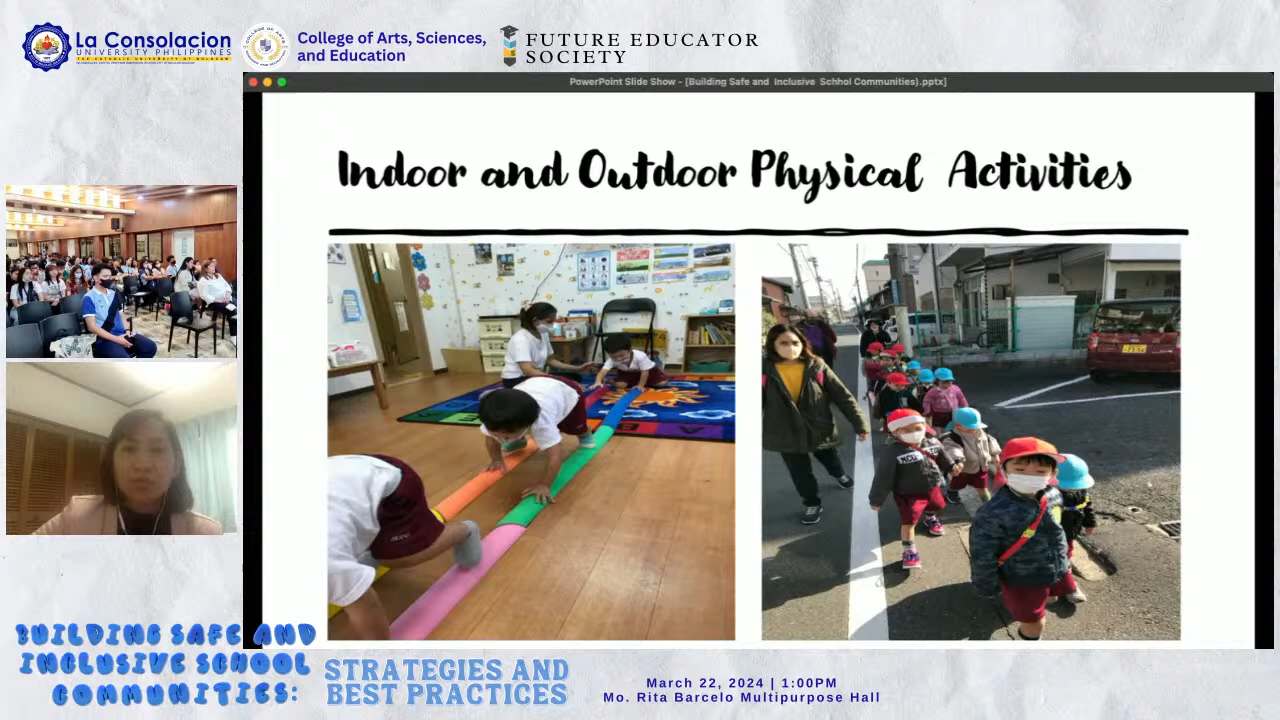 La Consolacion
UNIVERSITY PHILIPPINES
College of Arts, Sciences,
and Education
FUTURE EDUCATOR
SOCIETY
PowerPoint Slide Show - [Building Safe and Inclusive Schhol Communities).pptx]
Indoor and Outdoor Physical Activities
BUILDING SAFE AND
INCLUSIVE SCHOOL
COMMUNITIES:
STRATEGIES AND
BEST PRACTICES
March 22, 2024 | 1:00PM
Mo. Rita Barcelo Multipurpose Hall